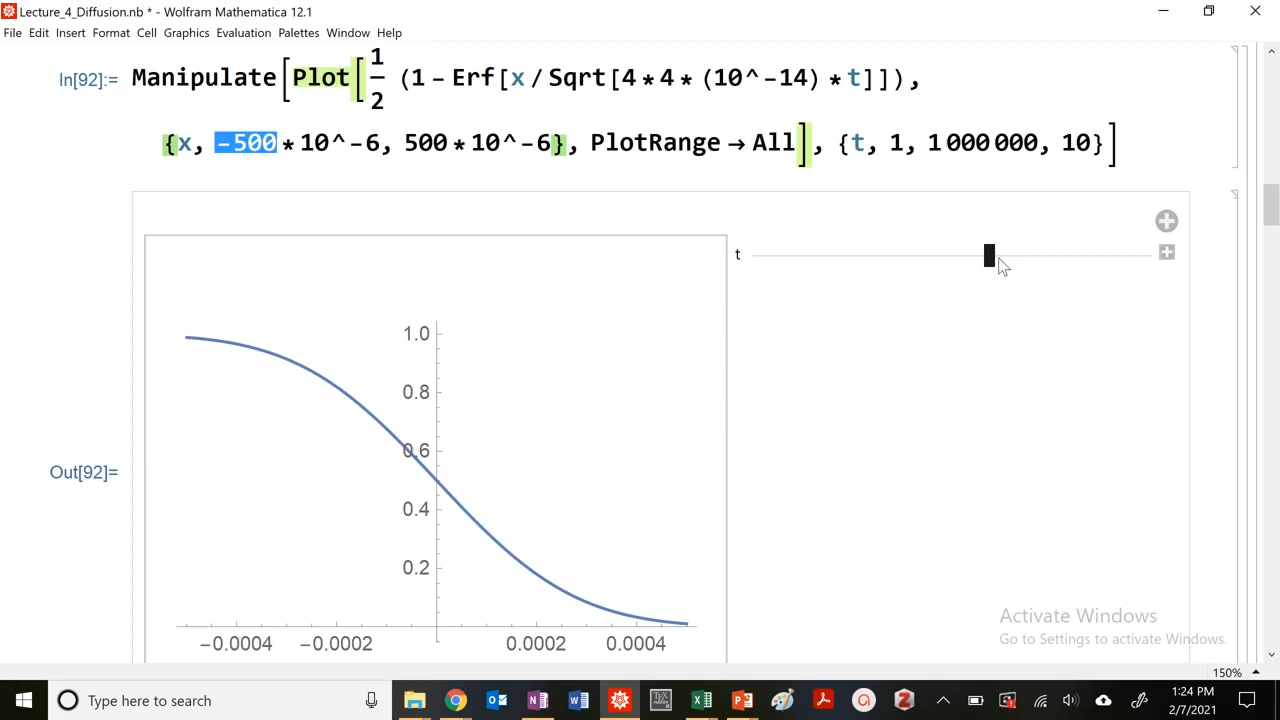 Lecture_4_Diffusion.nb * - Wolfram Mathematica 12.1
File Edit Insert Format Cell Graphics Evaluation Palettes Window Help
In[92]:= Manipulate[Plot[1/2 (1 - Erf[x / Sqrt[4 * 4 * (10^-14) * t]]),
{x, -500 * 10^-6, 500 * 10^-6}, PlotRange → All], {t, 1, 1 000 000, 10}]
t
1.0
0.8
0.6
Out[92]=
0.4
0.2
-0.0004 -0.0002 0.0002 0.0004
Activate Windows
Go to Settings to activate Windows.
150%
Type here to search
1:24 PM
2/7/2021